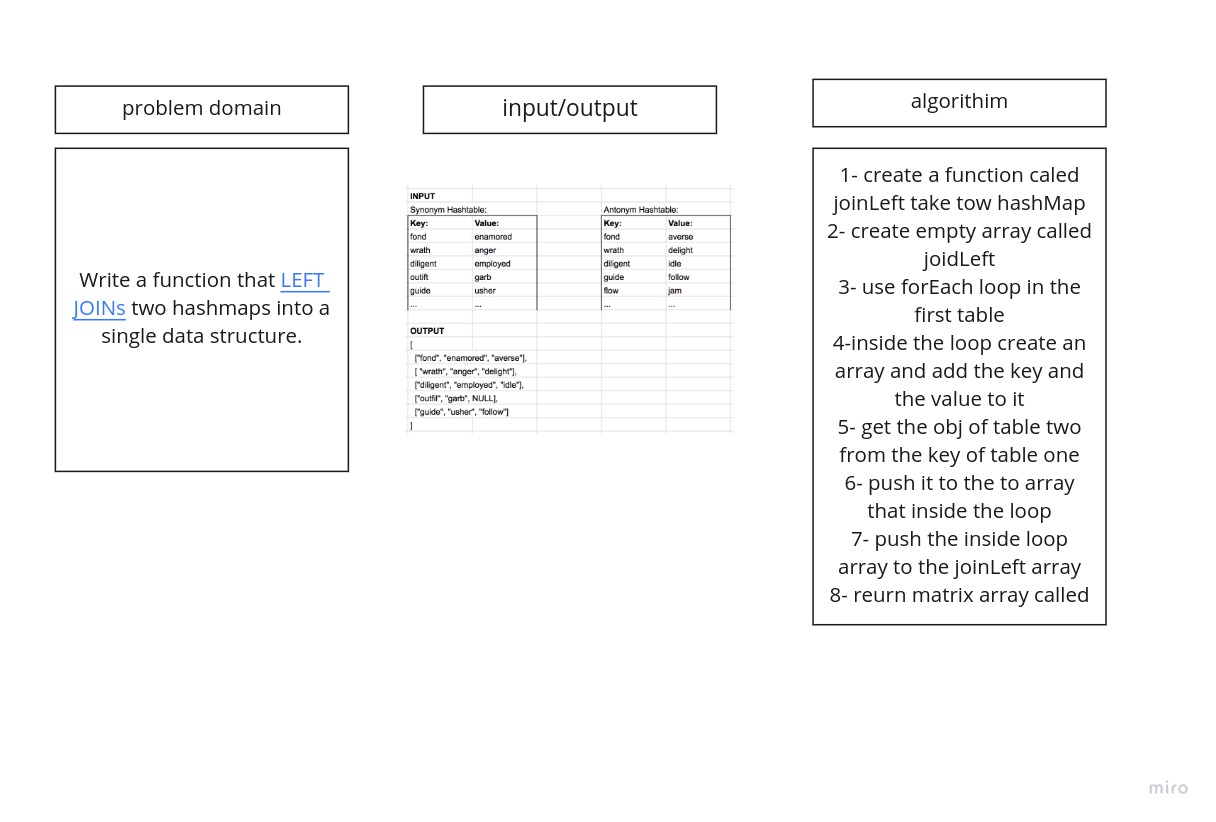 problem domain
Write a function that LEFT
JOINs two hashmaps into a
single data structure.
input/output
INPUT
Synonym Hashtable: Antonym Hashtable:
Key: Value: Key: Value:
fond enamored fond averse
wrath anger wrath delight
diligent employed diligent idle
outift garb guide follow
guide usher flow jam
... ... ... ...
OUTPUT
[
["fond", "enamored", "averse"],
[ "wrath", "anger", "delight"],
["diligent", "employed", "idle"],
["outfil", "garb", NULL],
["guide", "usher", "follow"]
]
algorithim
1- create a function caled
joinLeft take tow hashMap
2- create empty array called
joidLeft
3- use forEach loop in the
first table
4-inside the loop create an
array and add the key and
the value to it
5- get the obj of table two
from the key of table one
6- push it to the to array
that inside the loop
7- push the inside loop
array to the joinLeft array
8- reurn matrix array called
miro